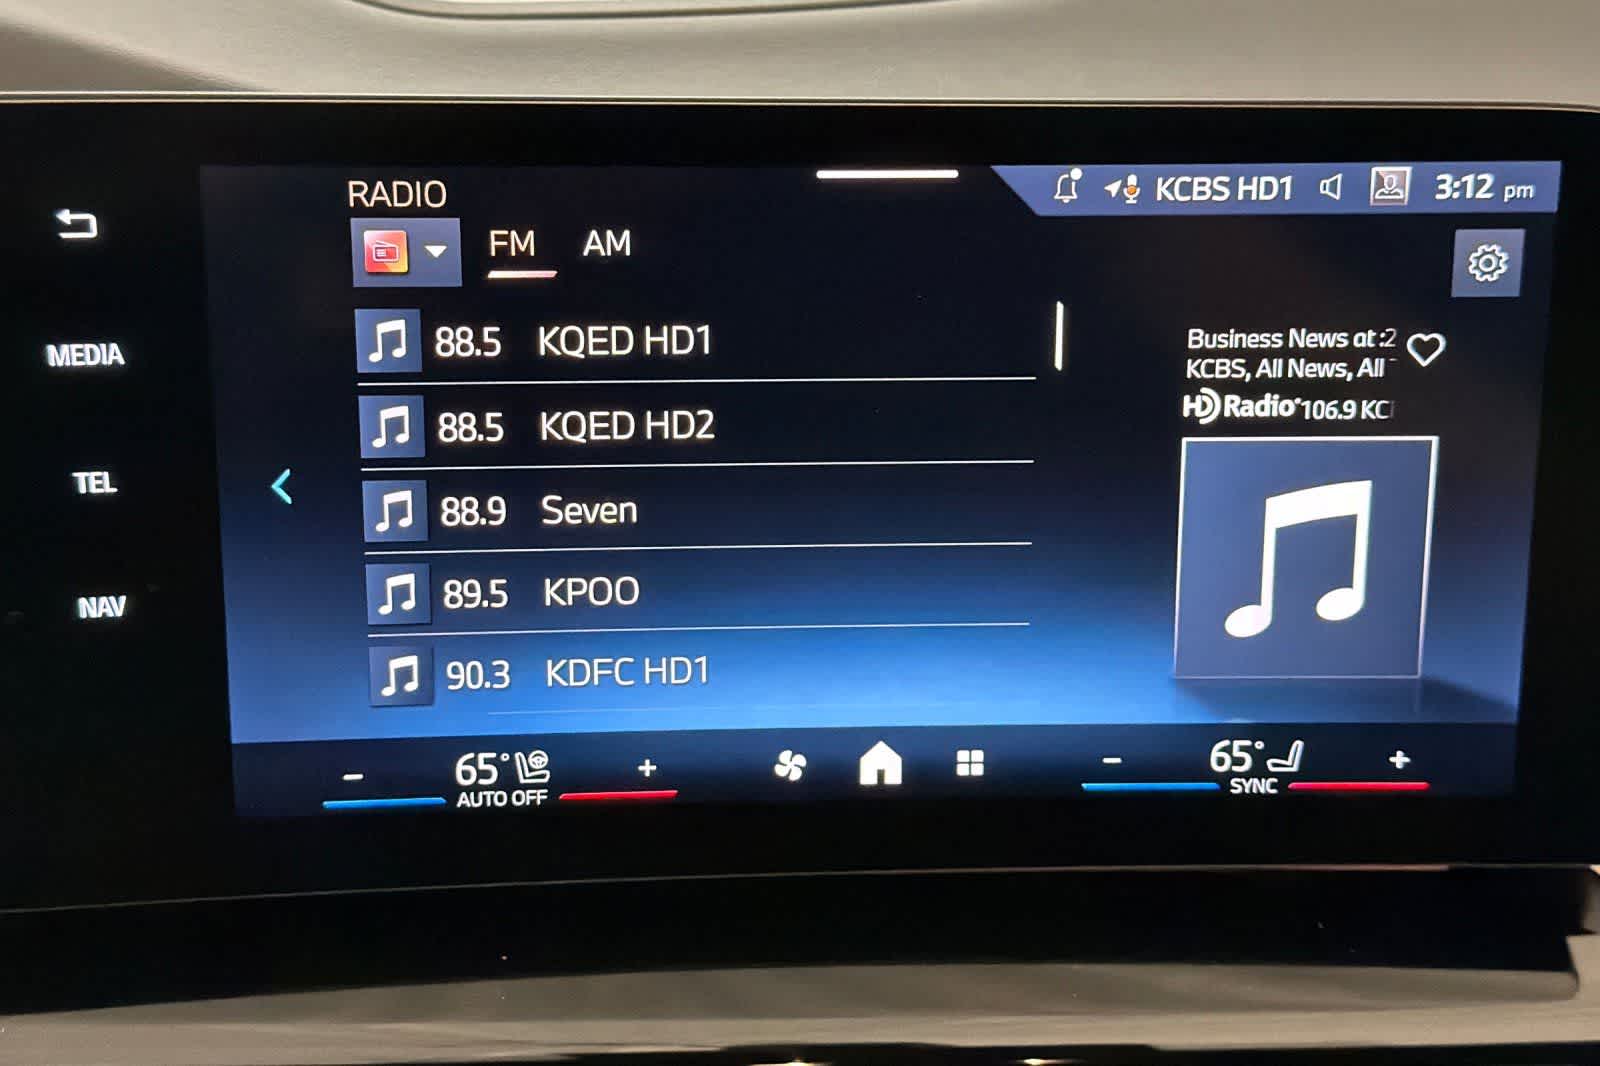 RADIO
KCBS HD1
3:12 pm
FM AM
MEDIA
TEL
NAV
88.5 KQED HD1
88.5 KQED HD2
88.9 Seven
89.5 KPOO
90.3 KDFC HD1
Business News at :2
KCBS, All News, All
HD Radio 106.9 KC
- 65° +
AUTO OFF
- 65° +
SYNC